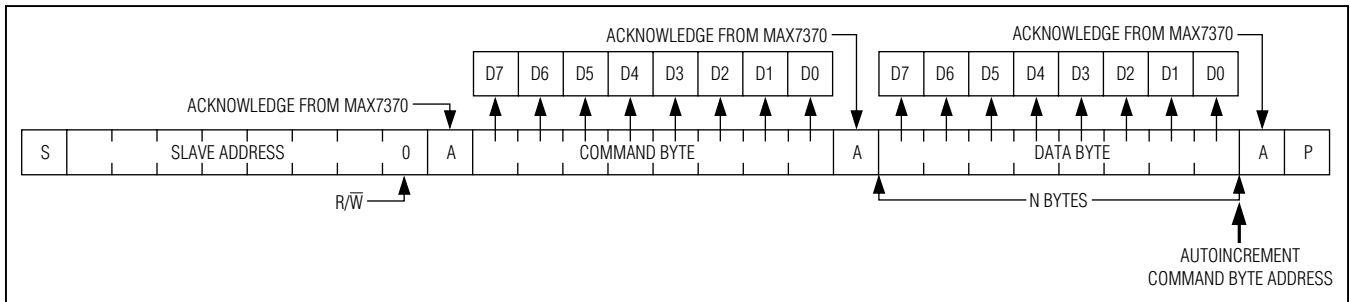 ACKNOWLEDGE FROM MAX7370 ACKNOWLEDGE FROM MAX7370
D7 D6 D5 D4 D3 D2 D1 D0 D7 D6 D5 D4 D3 D2 D1 D0
ACKNOWLEDGE FROM MAX7370
S SLAVE ADDRESS 0 A COMMAND BYTE A DATA BYTE A P
R/W̅ N BYTES
AUTOINCREMENT
COMMAND BYTE ADDRESS